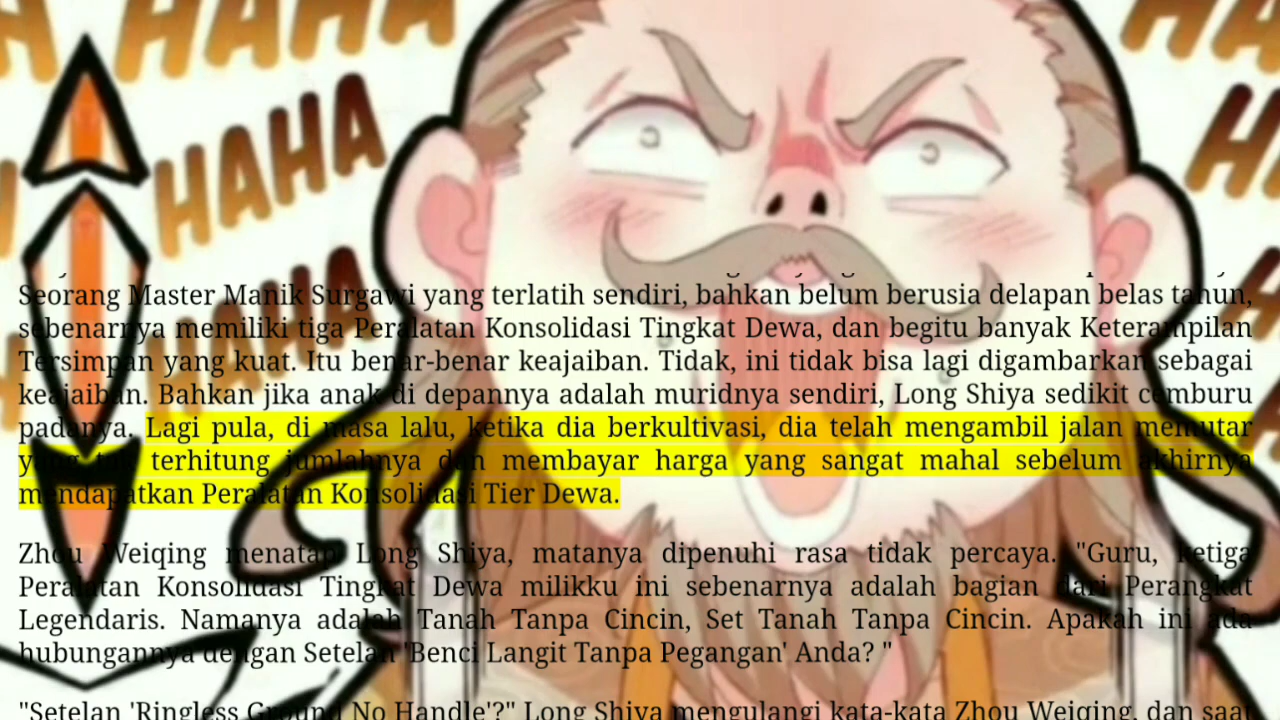 HAHA
HAHA
HAHA
HAHA
Seorang Master Manik Surgawi yang terlatih sendiri, bahkan belum berusia delapan belas tahun,
sebenarnya memiliki tiga Peralatan Konsolidasi Tingkat Dewa, dan begitu banyak Keterampilan
Tersimpan yang kuat. Itu benar-benar keajaiban. Tidak, ini tidak bisa lagi digambarkan sebagai
keajaiban. Bahkan jika anak di depannya adalah muridnya sendiri, Long Shiya sedikit cemburu
padanya. Lagi pula, di masa lalu, ketika dia berkultivasi, dia telah mengambil jalan memutar
yang tak terhitung jumlahnya dan membayar harga yang sangat mahal sebelum akhirnya
mendapatkan Peralatan Konsolidasi Tier Dewa.
Zhou Weiqing menatap Long Shiya, matanya dipenuhi rasa tidak percaya. "Guru, ketiga
Peralatan Konsolidasi Tingkat Dewa milikku ini sebenarnya adalah bagian dari Perangkat
Legendaris. Namanya adalah Tanah Tanpa Cincin, Set Tanah Tanpa Cincin. Apakah ini ada
hubungannya dengan Setelan 'Benci Langit Tanpa Pegangan' Anda? "
"Setelan 'Ringless Ground No Handle'?" Long Shiya mengulangi kata-kata Zhou Weiqing, dan saat